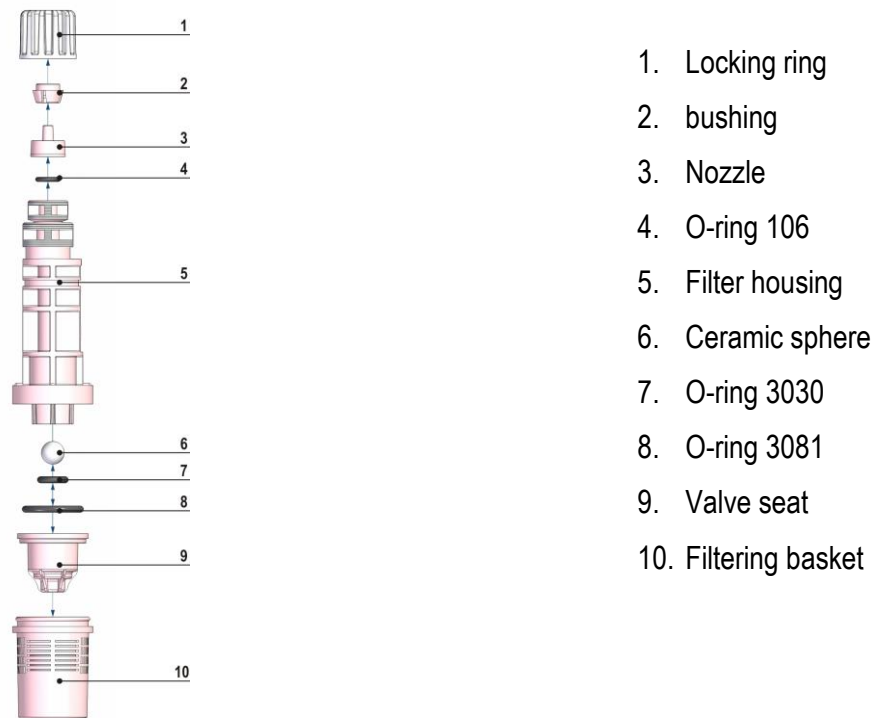 1
2
3
4
5
6
7
8
9
10
1. Locking ring
2. bushing
3. Nozzle
4. O-ring 106
5. Filter housing
6. Ceramic sphere
7. O-ring 3030
8. O-ring 3081
9. Valve seat
10. Filtering basket